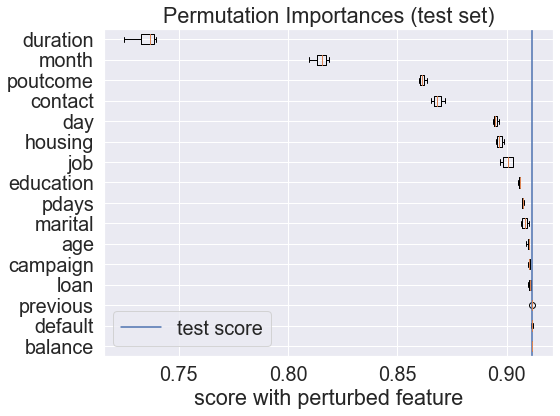 Permutation Importances (test set)
duration
month
poutcome
contact
day
housing
job
education
pdays
marital
age
campaign
loan
previous
default
balance
test score
0.75 0.80 0.85 0.90
score with perturbed feature